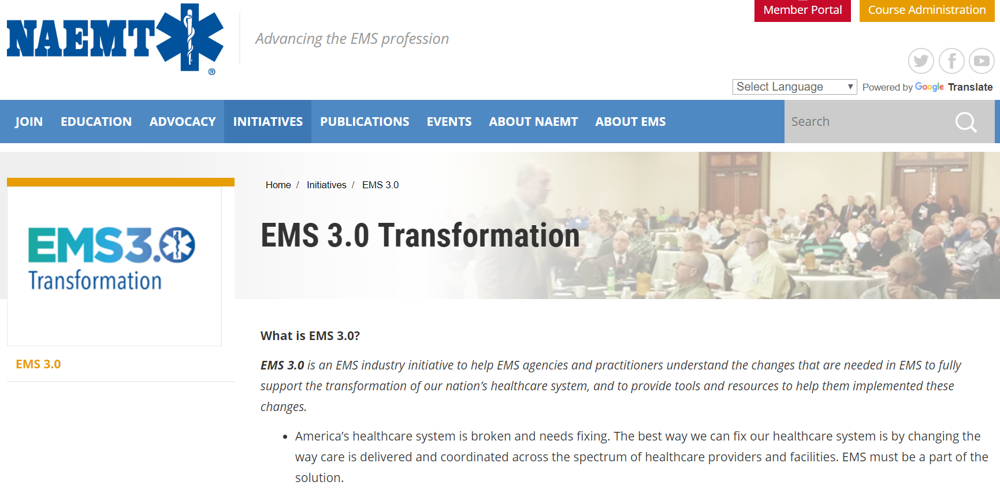 Member Portal
Course Administration
NAEMT
®
Advancing the EMS profession
Select Language
Powered by Google Translate
JOIN EDUCATION ADVOCACY INITIATIVES PUBLICATIONS EVENTS ABOUT NAEMT ABOUT EMS
Search
Home / Initiatives / EMS 3.0
EMS 3.0 Transformation
EMS3.0
Transformation
EMS 3.0
What is EMS 3.0?
EMS 3.0 is an EMS industry initiative to help EMS agencies and practitioners understand the changes that are needed in EMS to fully
support the transformation of our nation’s healthcare system, and to provide tools and resources to help them implemented these
changes.
• America’s healthcare system is broken and needs fixing. The best way we can fix our healthcare system is by changing the
way care is delivered and coordinated across the spectrum of healthcare providers and facilities. EMS must be a part of the
solution.